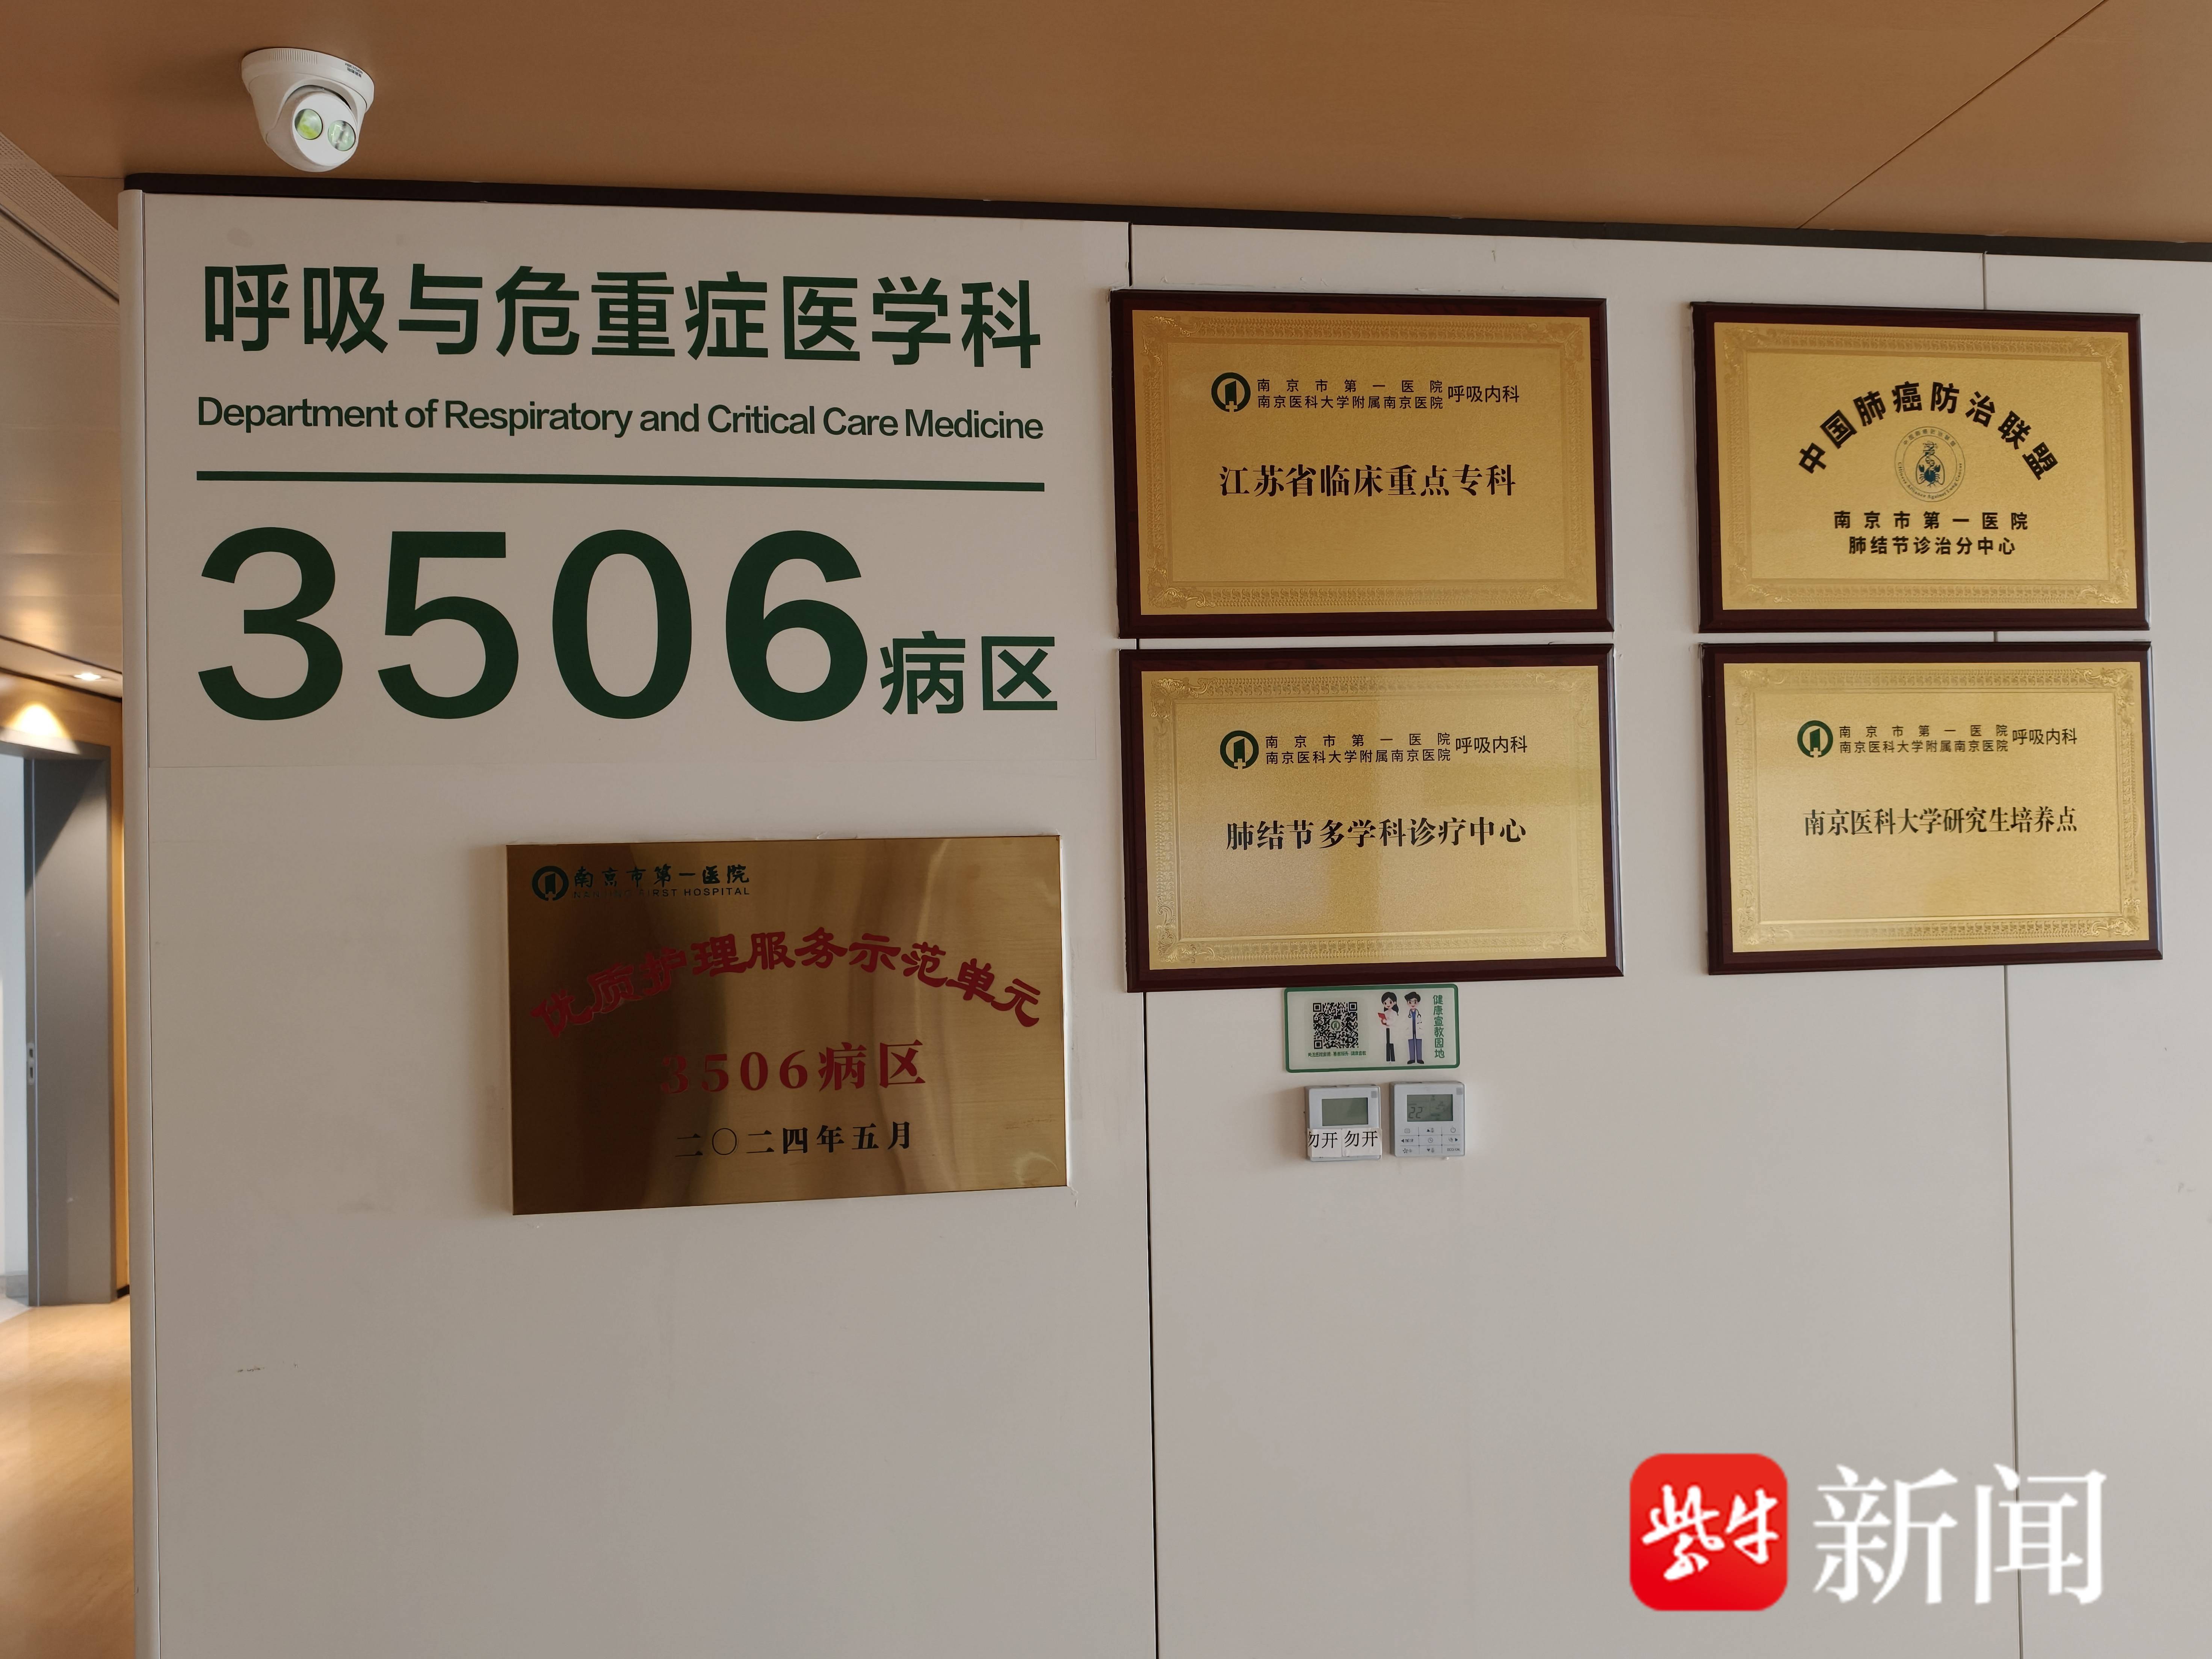 呼吸与危重症医学科
Department of Respiratory and Critical Care Medicine
3506病区
南京市第一医院
NANJING FIRST HOSPITAL
优质护理服务示范单元
3506病区
二〇二四年五月
南京市第一医院
南京医科大学附属南京医院
呼吸内科
江苏省临床重点专科
中国肺癌防治联盟
南京市第一医院
肺结节诊治分中心
南京市第一医院
南京医科大学附属南京医院
呼吸内科
肺结节多学科诊疗中心
南京市第一医院
南京医科大学附属南京医院
呼吸内科
南京医科大学研究生培养点
健康宣教园地
勿开 勿开
22
紫牛新闻